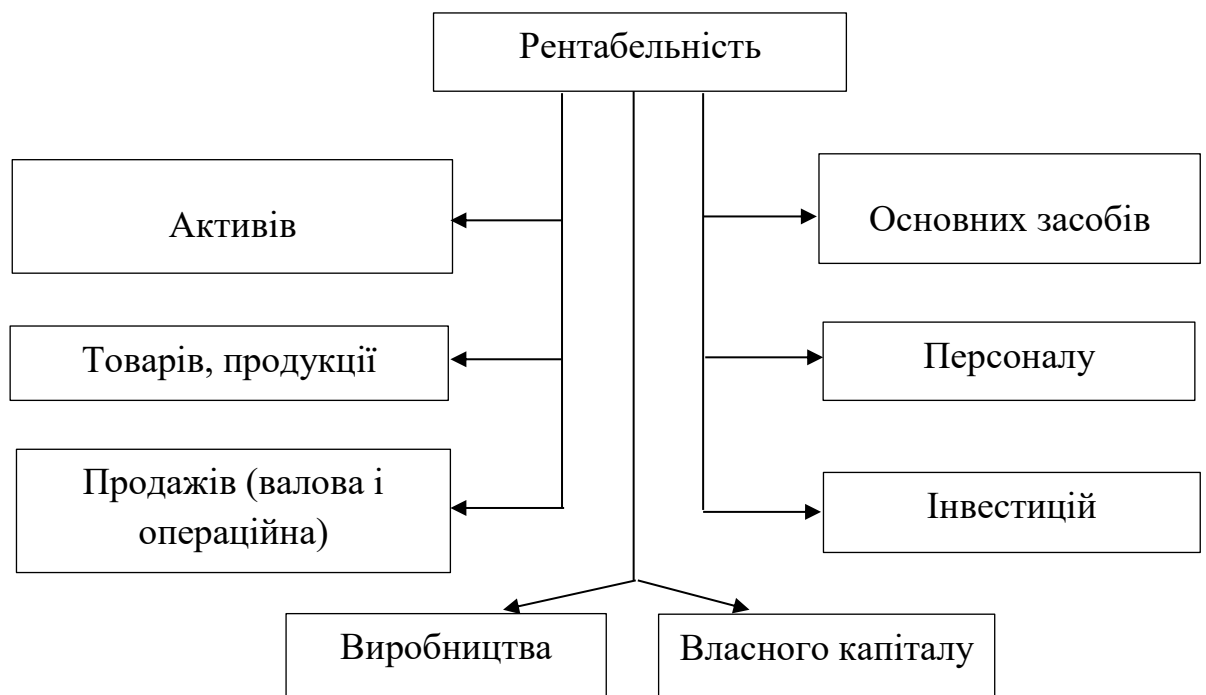 Рентабельність
Активів
Основних засобів
Товарів, продукції
Персоналу
Продажів (валова і
операційна)
Інвестицій
Виробництва
Власного капіталу